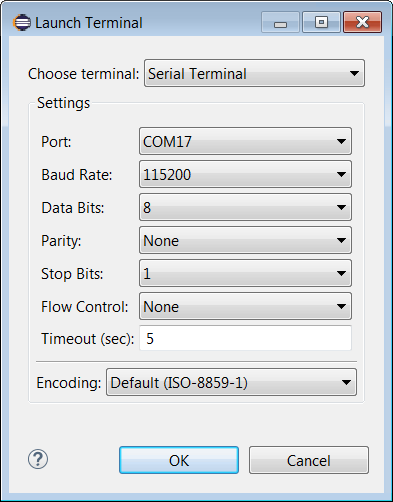 Launch Terminal
Choose terminal: Serial Terminal
Settings
Port: COM17
Baud Rate: 115200
Data Bits: 8
Parity: None
Stop Bits: 1
Flow Control: None
Timeout (sec): 5
Encoding: Default (ISO-8859-1)
? OK Cancel